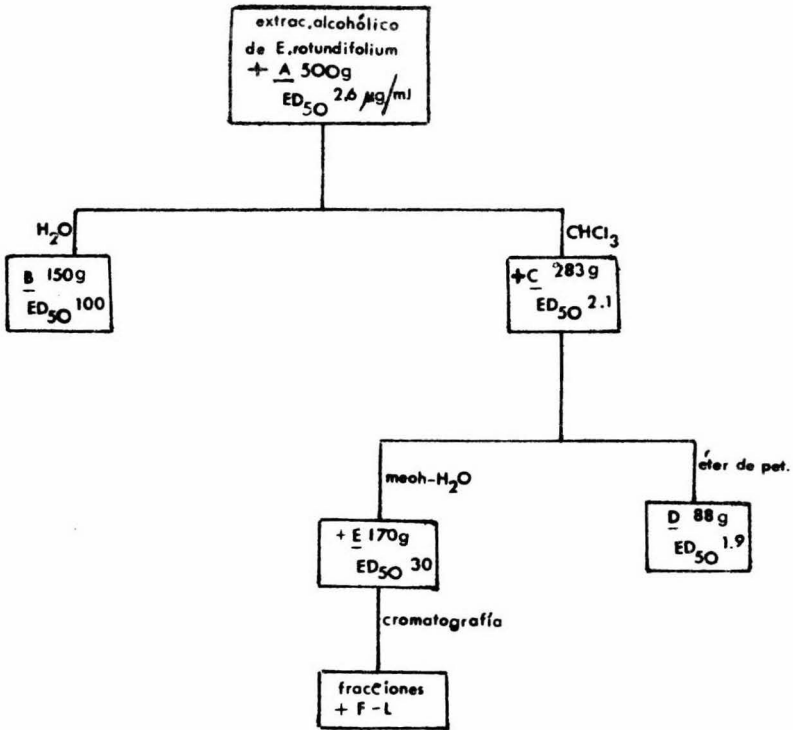 extrac.alcohólico
de E.rotundifolium
+ A 500g
ED50 2.6 µg/ml
H2O
CHCl3
B 150g
ED50 100
+C 283g
ED50 2.1
meoh-H2O
éter de pet.
+ E 170g
ED50 30
D 88g
ED50 1.9
cromatografía
fracciones
+ F-L